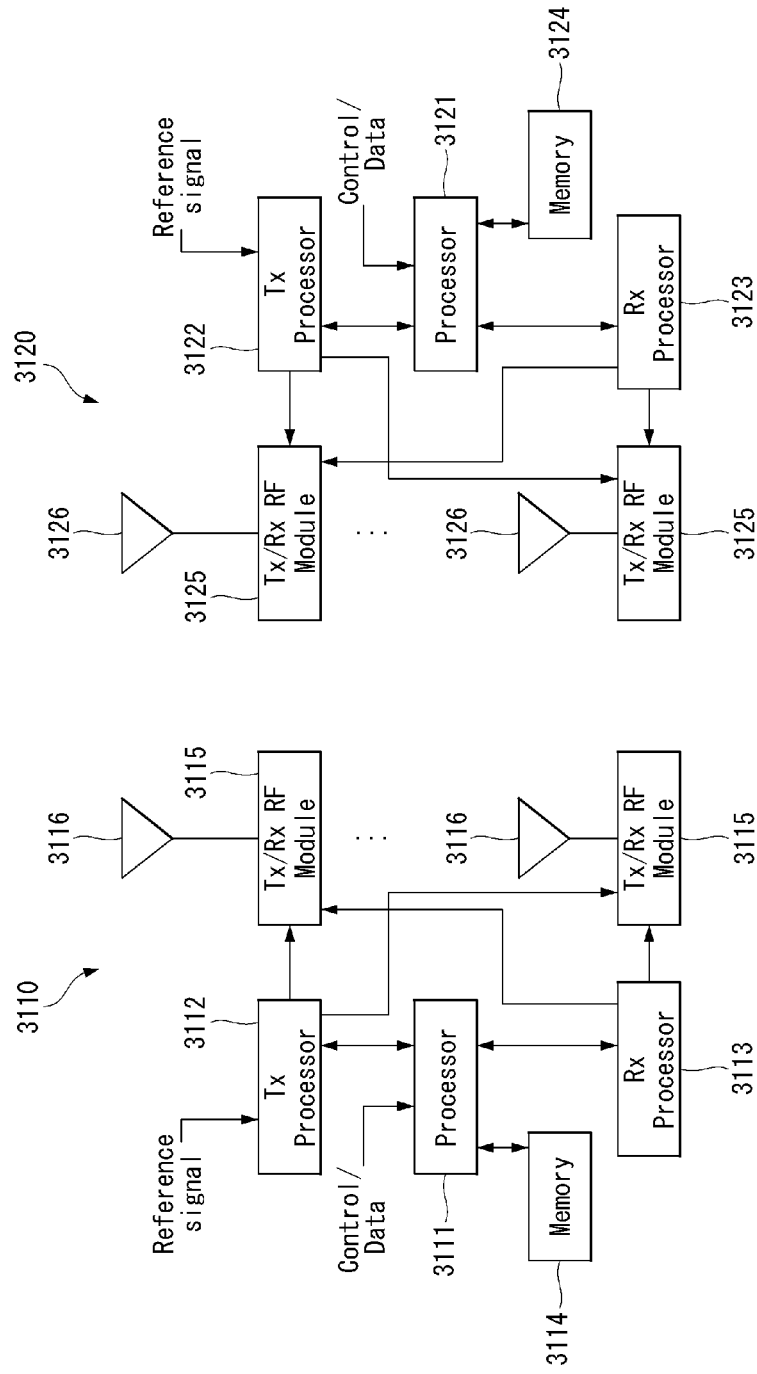 3110
3116
3115
Tx/Rx RF
Module
3112
Tx
Processor
Reference
signal
...
Control/
Data
Processor
3111
3116
Memory
3114
Tx/Rx RF
Module
3115
Rx
Processor
3113
3120
3126
3125
Tx/Rx RF
Module
3122
Tx
Processor
Reference
signal
...
Control/
Data
Processor
3121
3126
Memory
3124
Tx/Rx RF
Module
3125
Rx
Processor
3123